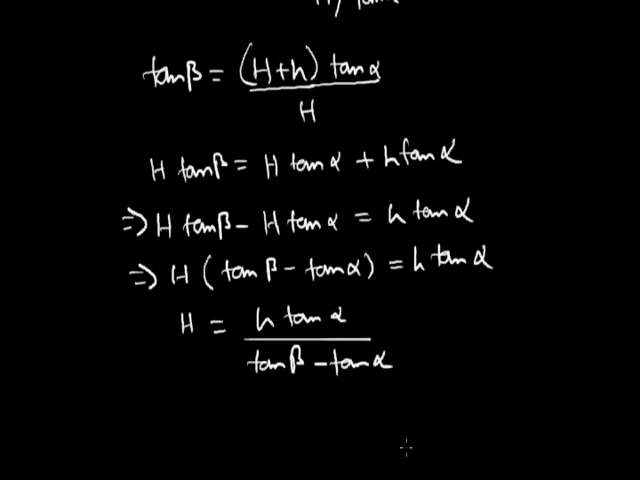 tanβ = (H+h) tanα / H
H tanβ = H tanα + h tanα
⇒ H tanβ - H tanα = h tanα
⇒ H (tanβ - tanα) = h tanα
H = h tanα / tanβ - tanα